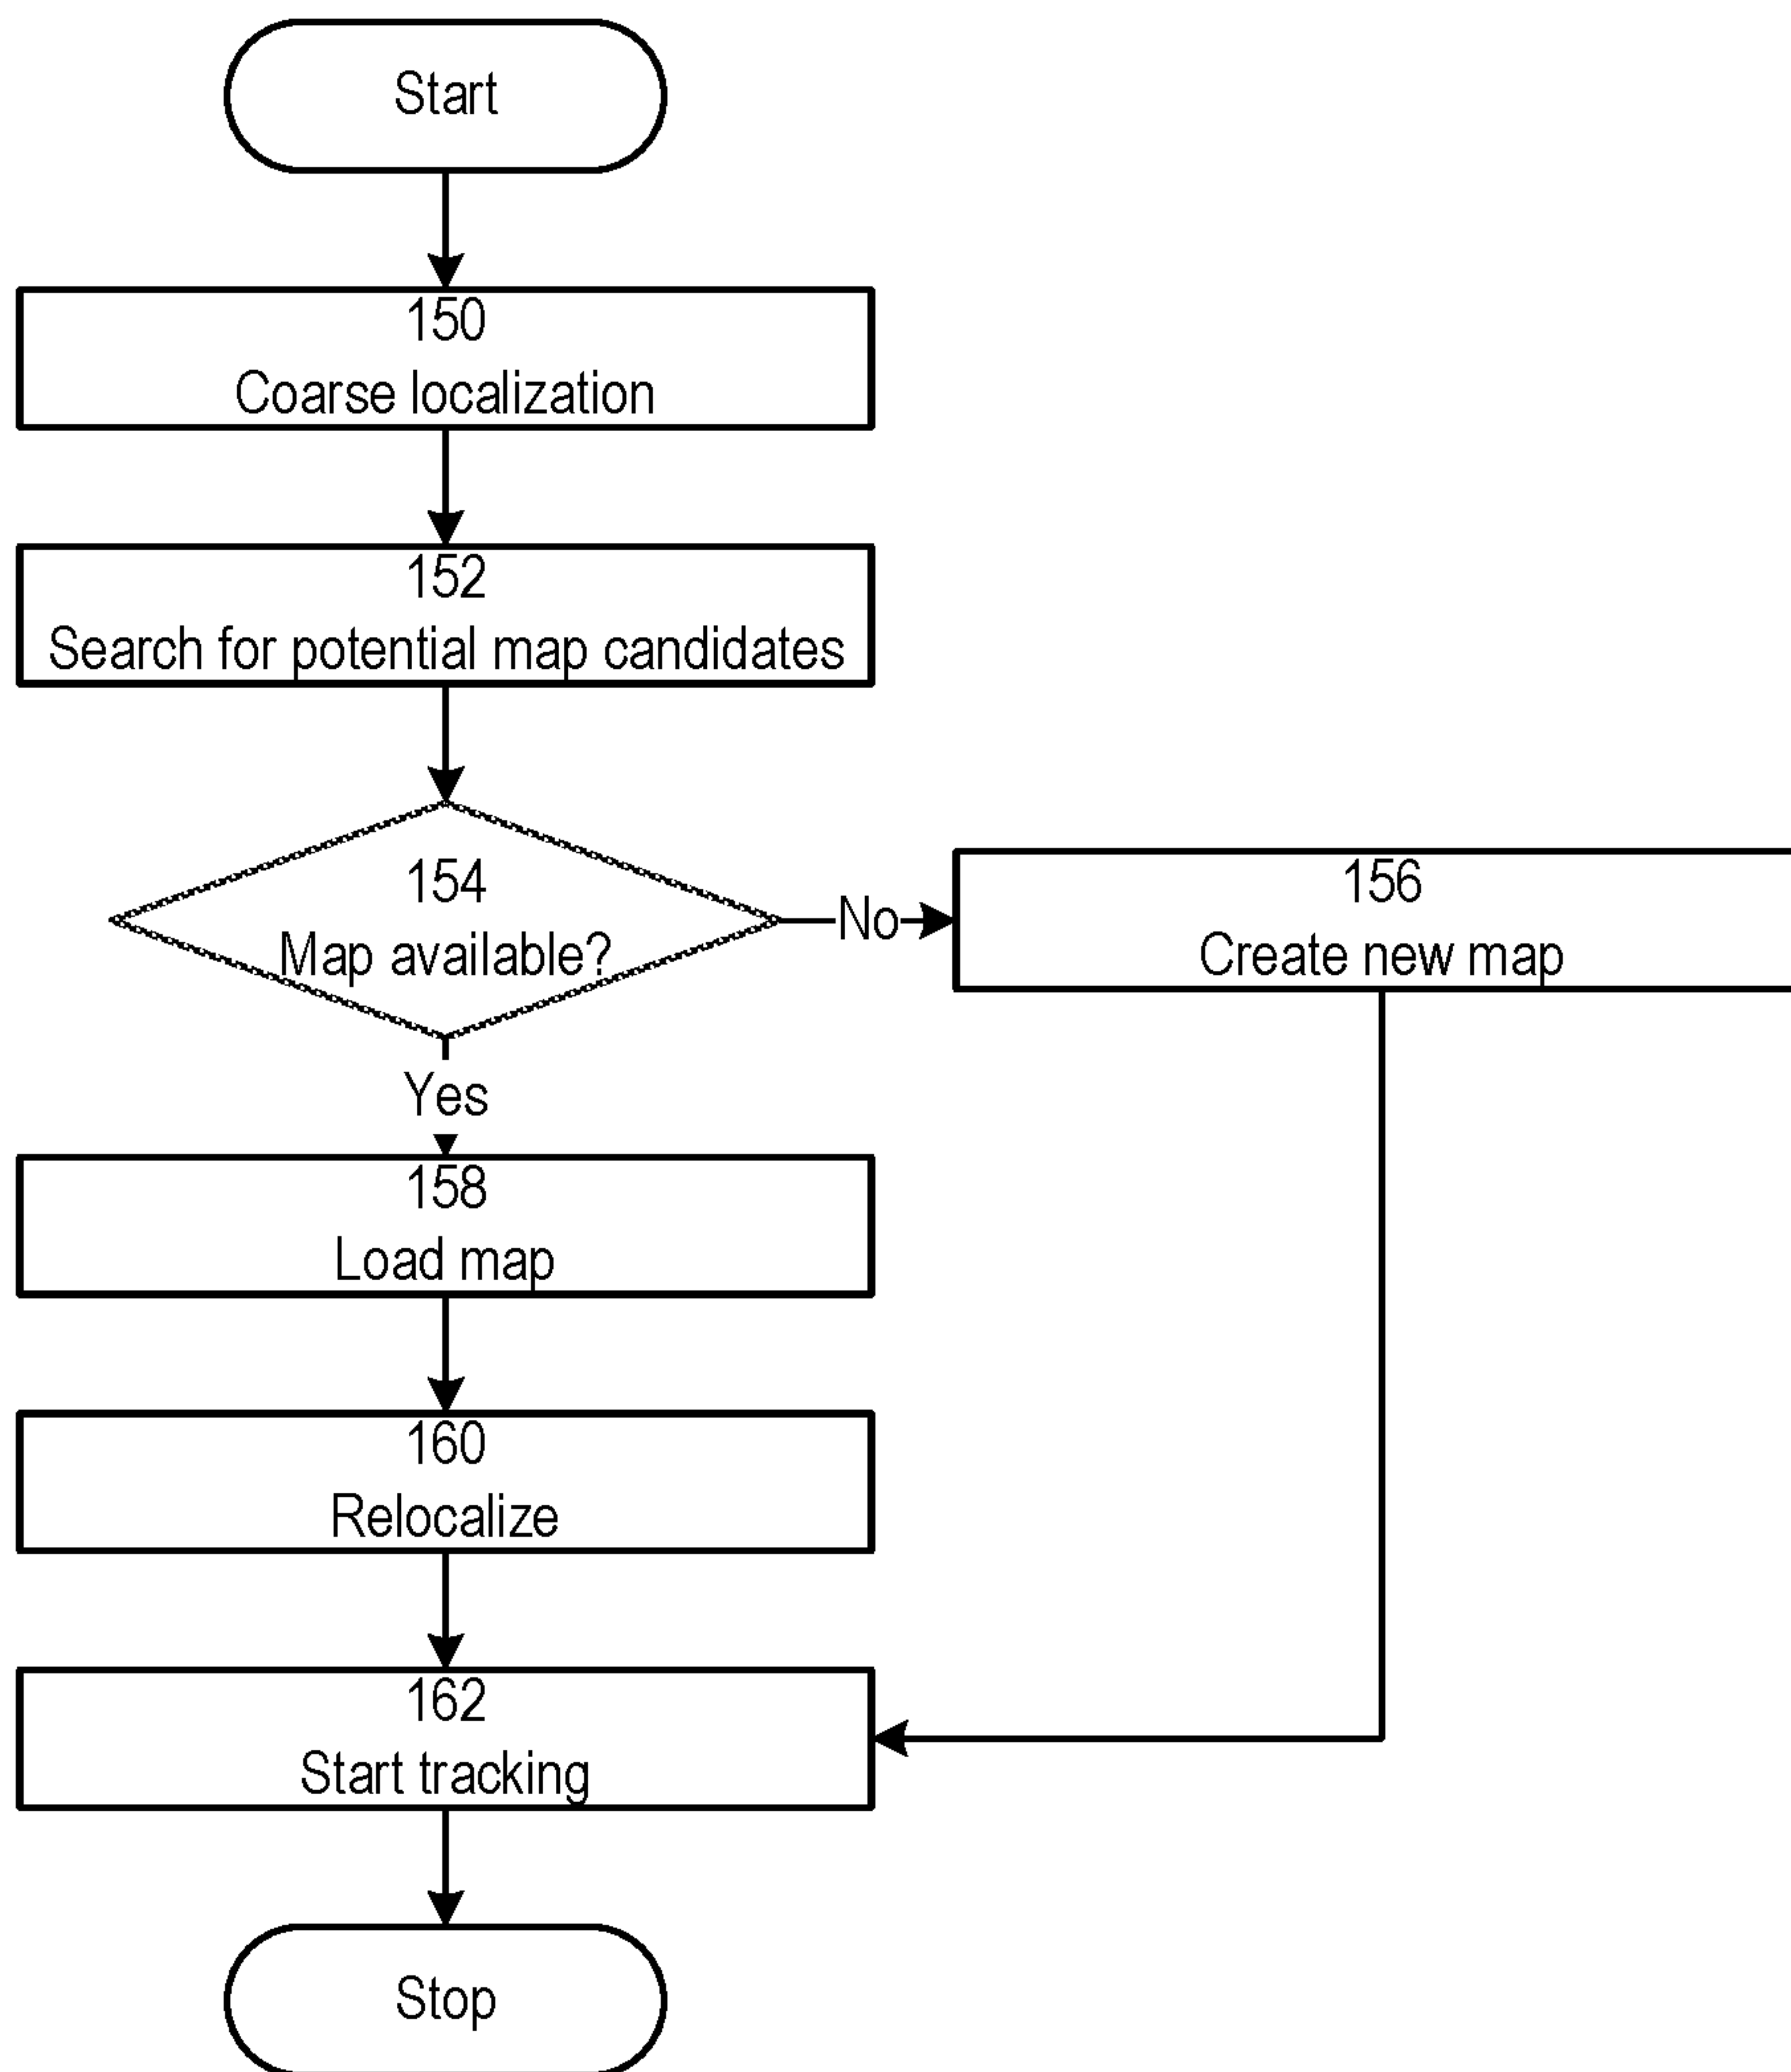 Start
150
Coarse localization
152
Search for potential map candidates
154
Map available?
No
156
Create new map
Yes
158
Load map
160
Relocalize
162
Start tracking
Stop